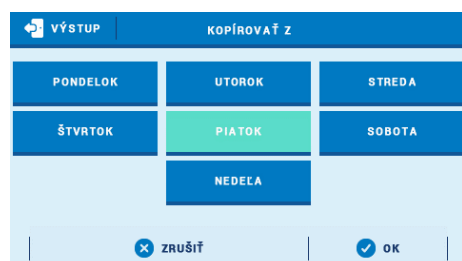 VÝSTUP KOPÍROVAŤ Z
PONDELOK UTOROK STREDA
ŠTVRTOK PIATOK SOBOTA
NEDEĽA
ZRUŠIŤ OK